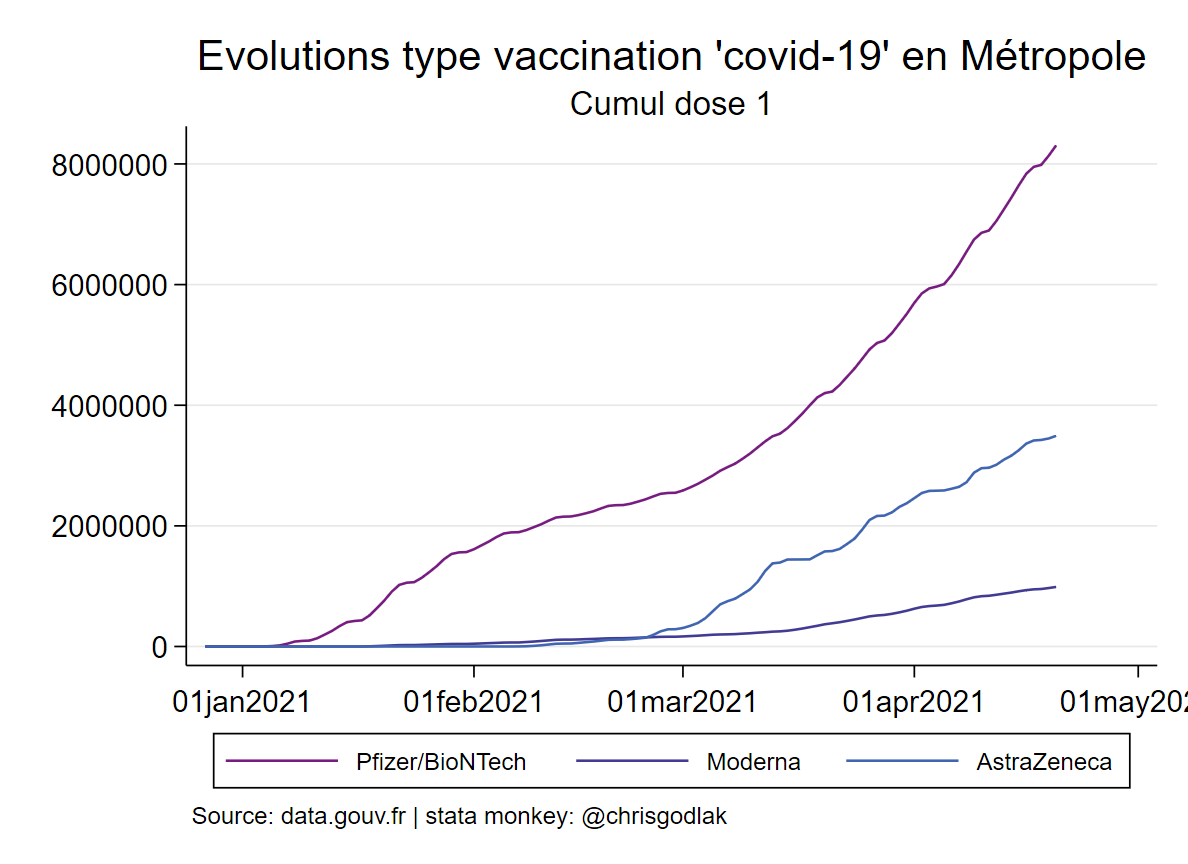 Evolutions type vaccination 'covid-19' en Métropole
Cumul dose 1
8000000
6000000
4000000
2000000
0
01jan2021 01feb2021 01mar2021 01apr2021 01may202
Pfizer/BioNTech Moderna AstraZeneca
Source: data.gouv.fr | stata monkey: @chrisgodlak